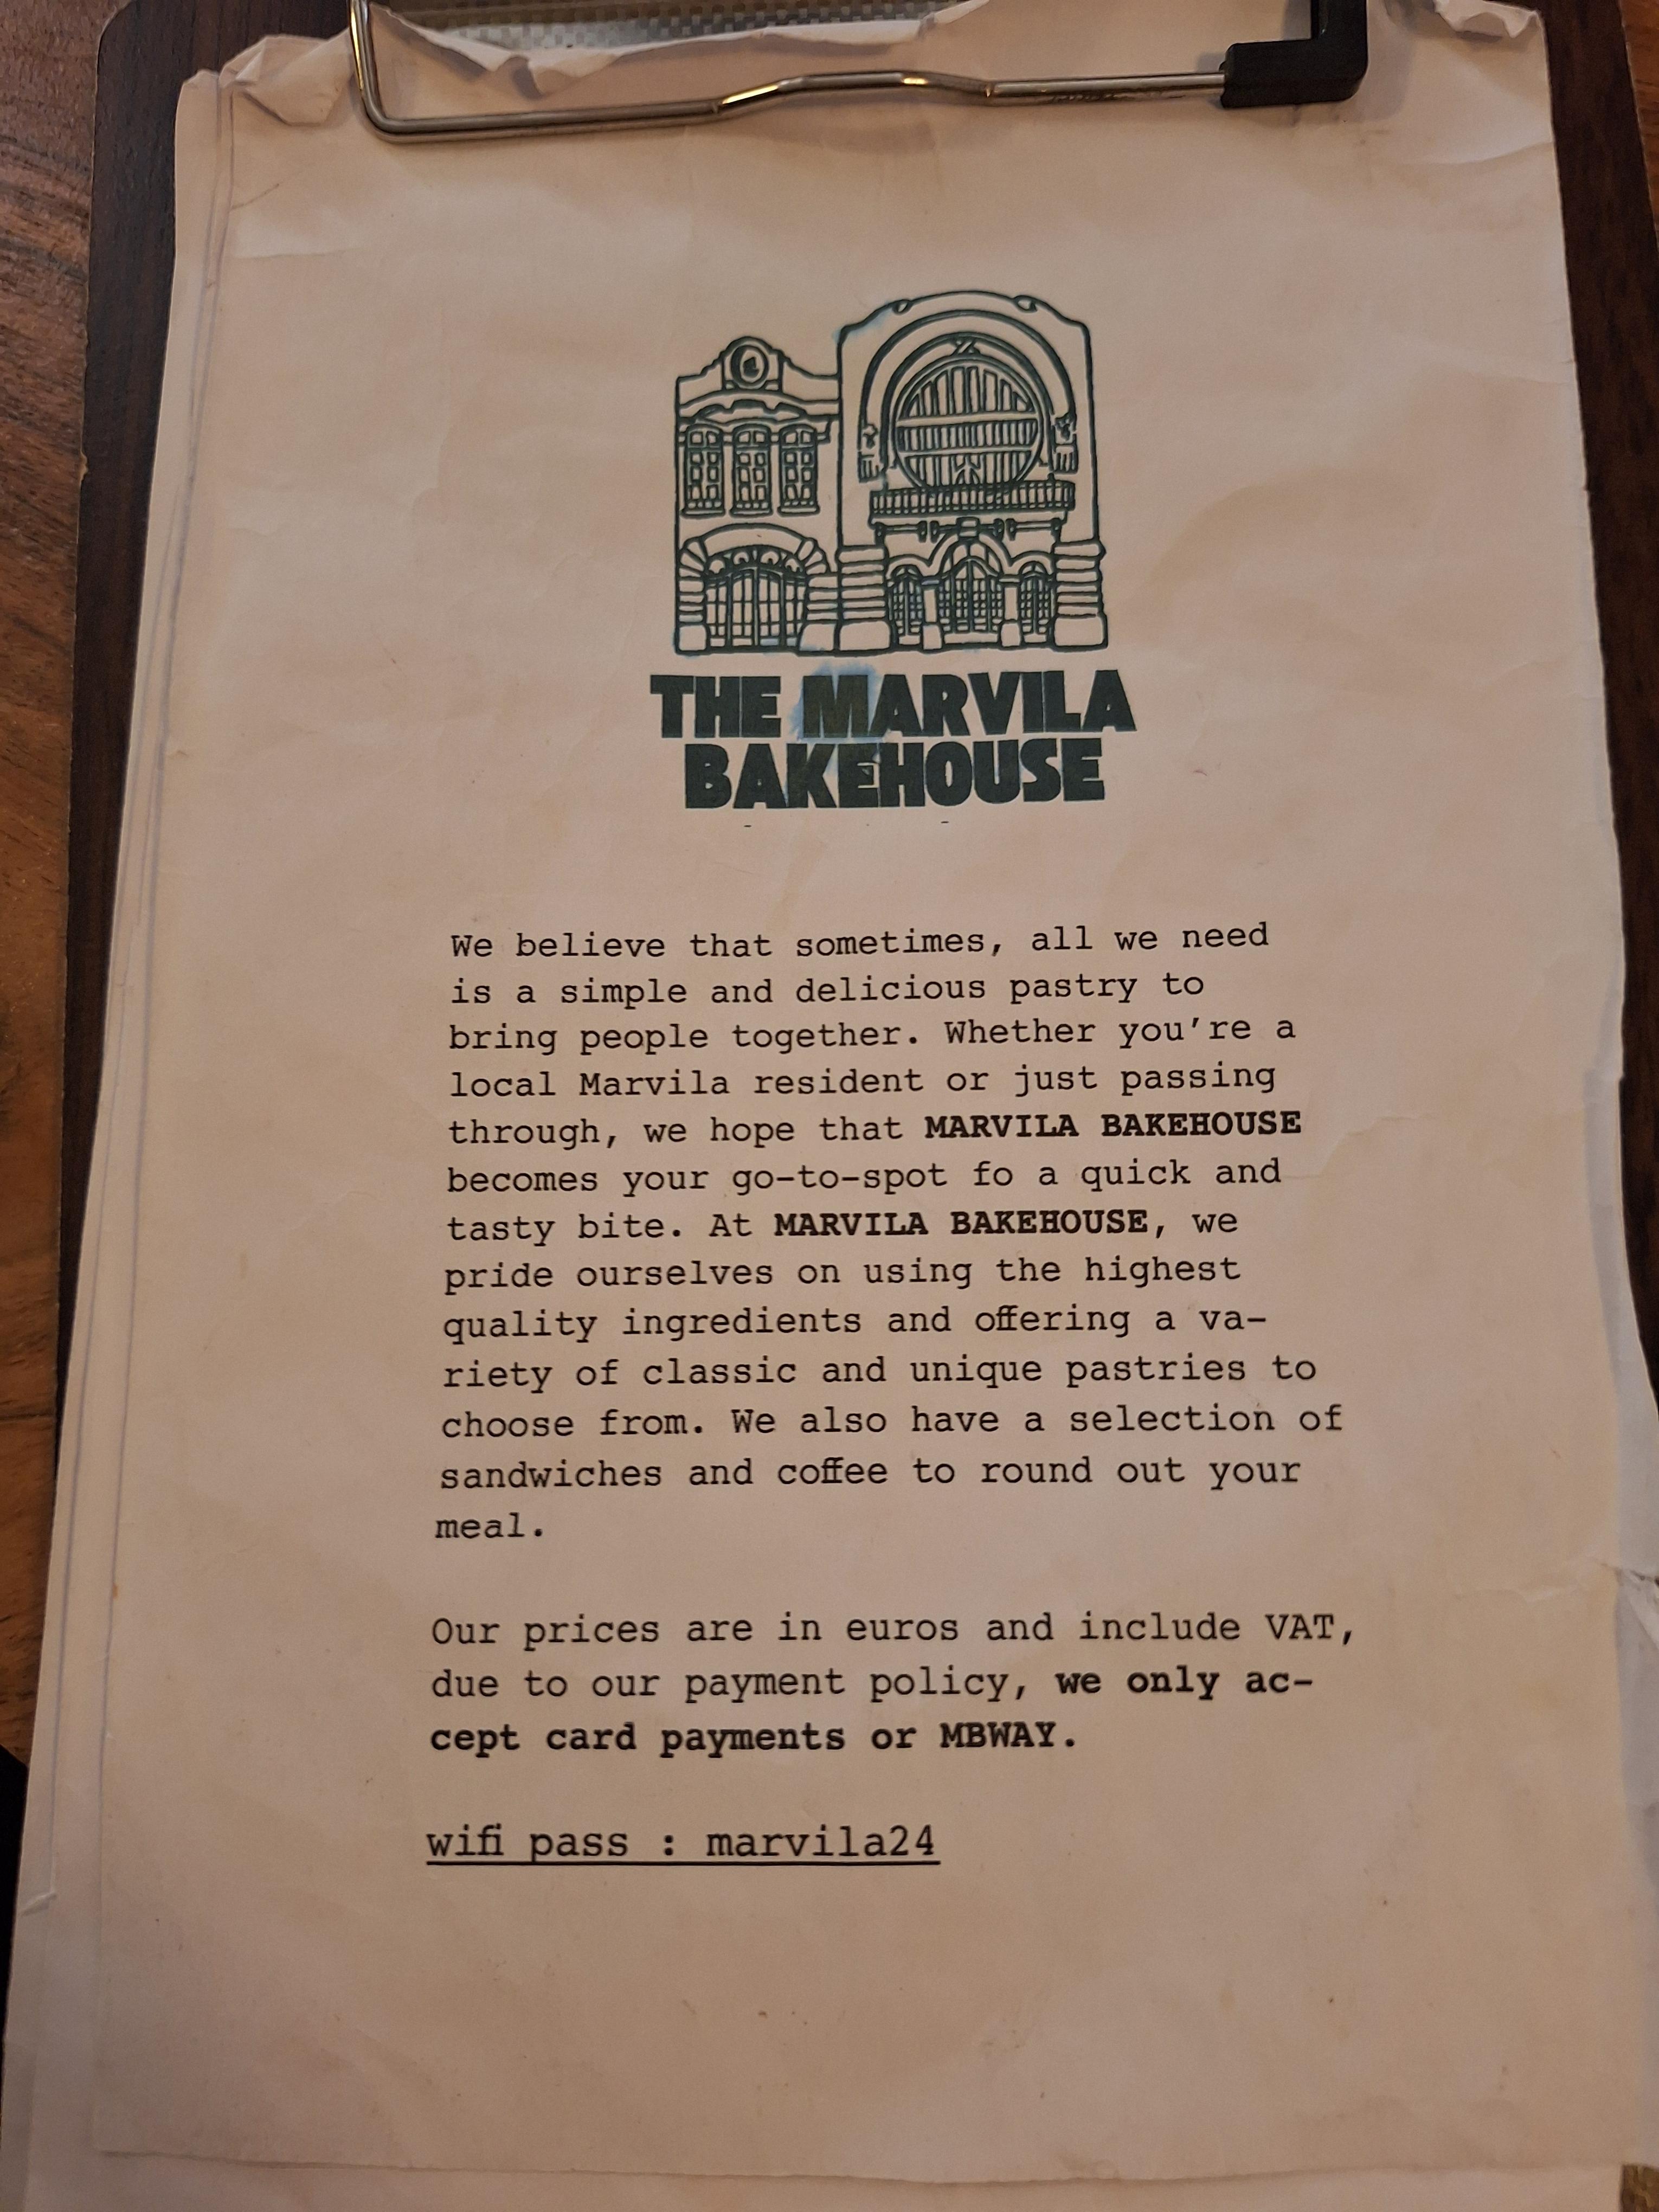 THE MARVILA
BAKEHOUSE
We believe that sometimes, all we need
is a simple and delicious pastry to
bring people together. Whether you're a
local Marvila resident or just passing
through, we hope that MARVILA BAKEHOUSE
becomes your go-to-spot fo a quick and
tasty bite. At MARVILA BAKEHOUSE, we
pride ourselves on using the highest
quality ingredients and offering a va-
riety of classic and unique pastries to
choose from. We also have a selection of
sandwiches and coffee to round out your
meal.
Our prices are in euros and include VAT,
due to our payment policy, we only ac-
cept card payments or MBWAY.
wifi pass : marvila24